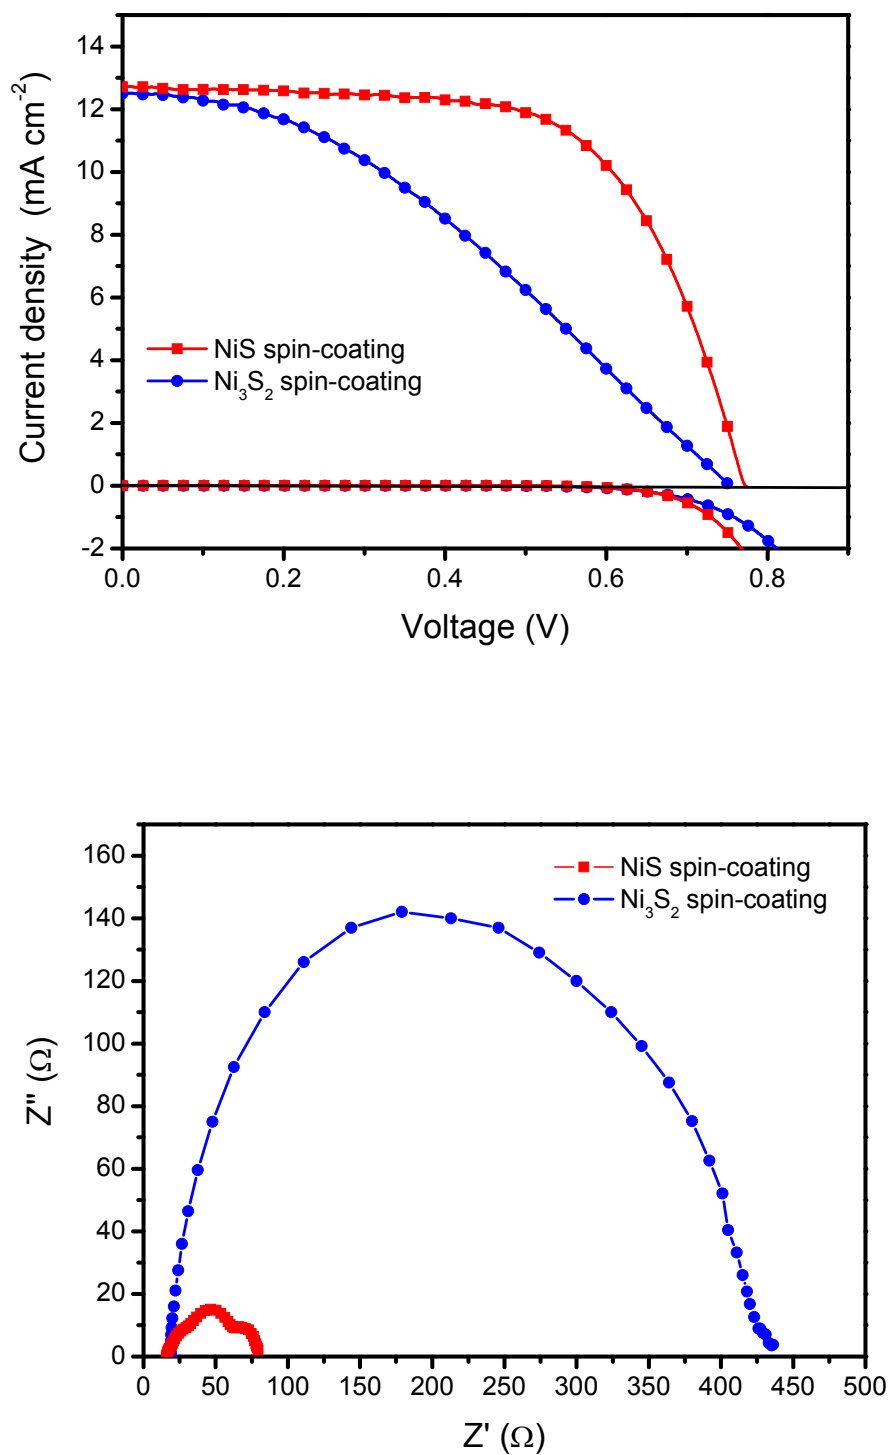 14
12
10
8
6
4
2
0
-2
Current density (mA cm⁻²)
NiS spin-coating
Ni₃S₂ spin-coating
0.0 0.2 0.4 0.6 0.8
Voltage (V)
160
140
120
100
80
60
40
20
0
Z'' (Ω)
NiS spin-coating
Ni₃S₂ spin-coating
0 50 100 150 200 250 300 350 400 450 500
Z' (Ω)